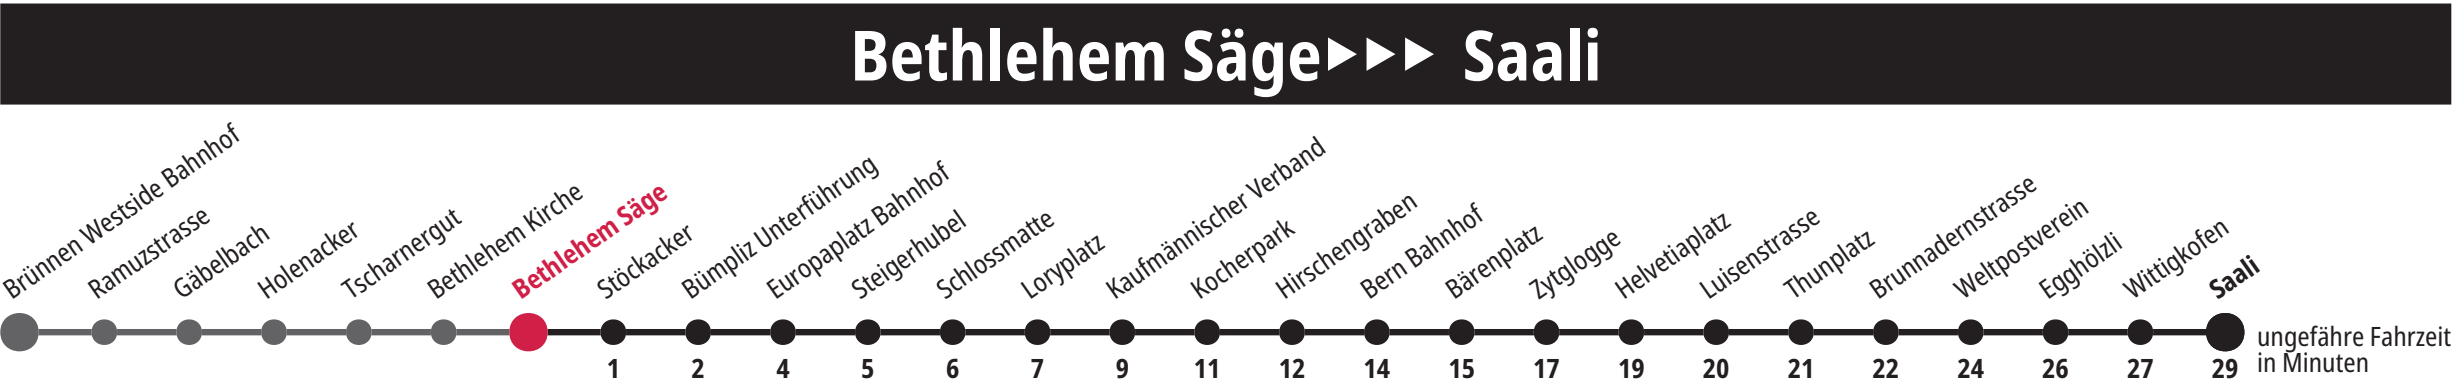 Bethlehem Säge▶▶▶ Saali
Brünnen Westside Bahnhof
Ramuzstrasse
Gäbelbach
Holenacker
Tscharnergut
Bethlehem Kirche
Bethlehem Säge
Stöckacker
Bümpliz Unterführung
Europaplatz Bahnhof
Steigerhubel
Schlossmatte
Loryplatz
Kaufmännischer Verband
Kocherpark
Hirschengraben
Bern Bahnhof
Bärenplatz
Zytglogge
Helvetiaplatz
Luisenstrasse
Thunplatz
Brunnadernstrasse
Weltpostverein
Egghölzli
Wittigkofen
Saali
1 2 4 5 6 7 9 11 12 14 15 17 19 20 21 22 24 26 27 29
ungefähre Fahrzeit
in Minuten